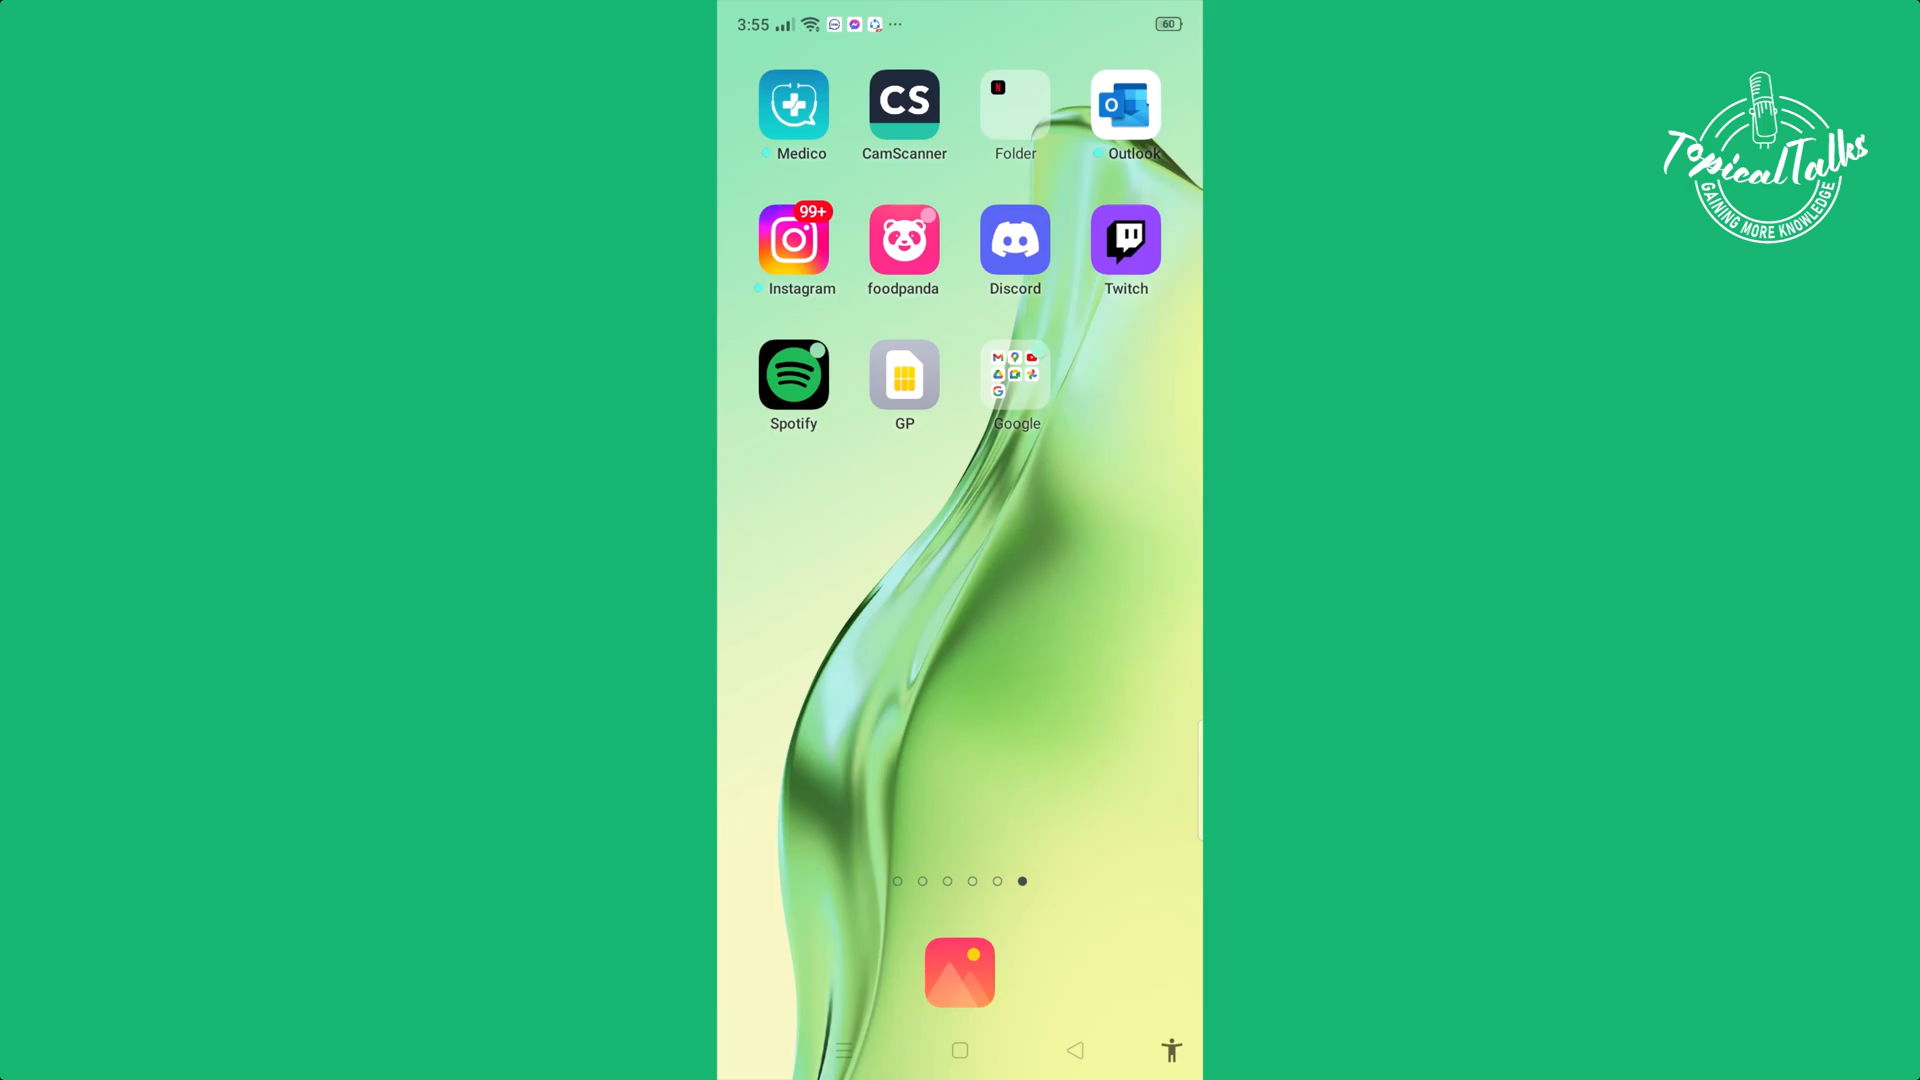 3:55
60
CS
Medico
CamScanner
Folder
Outlook
99+
Instagram
foodpanda
Discord
Twitch
Spotify
GP
Google
TopicalTalks
GAINING MORE KNOWLEDGE